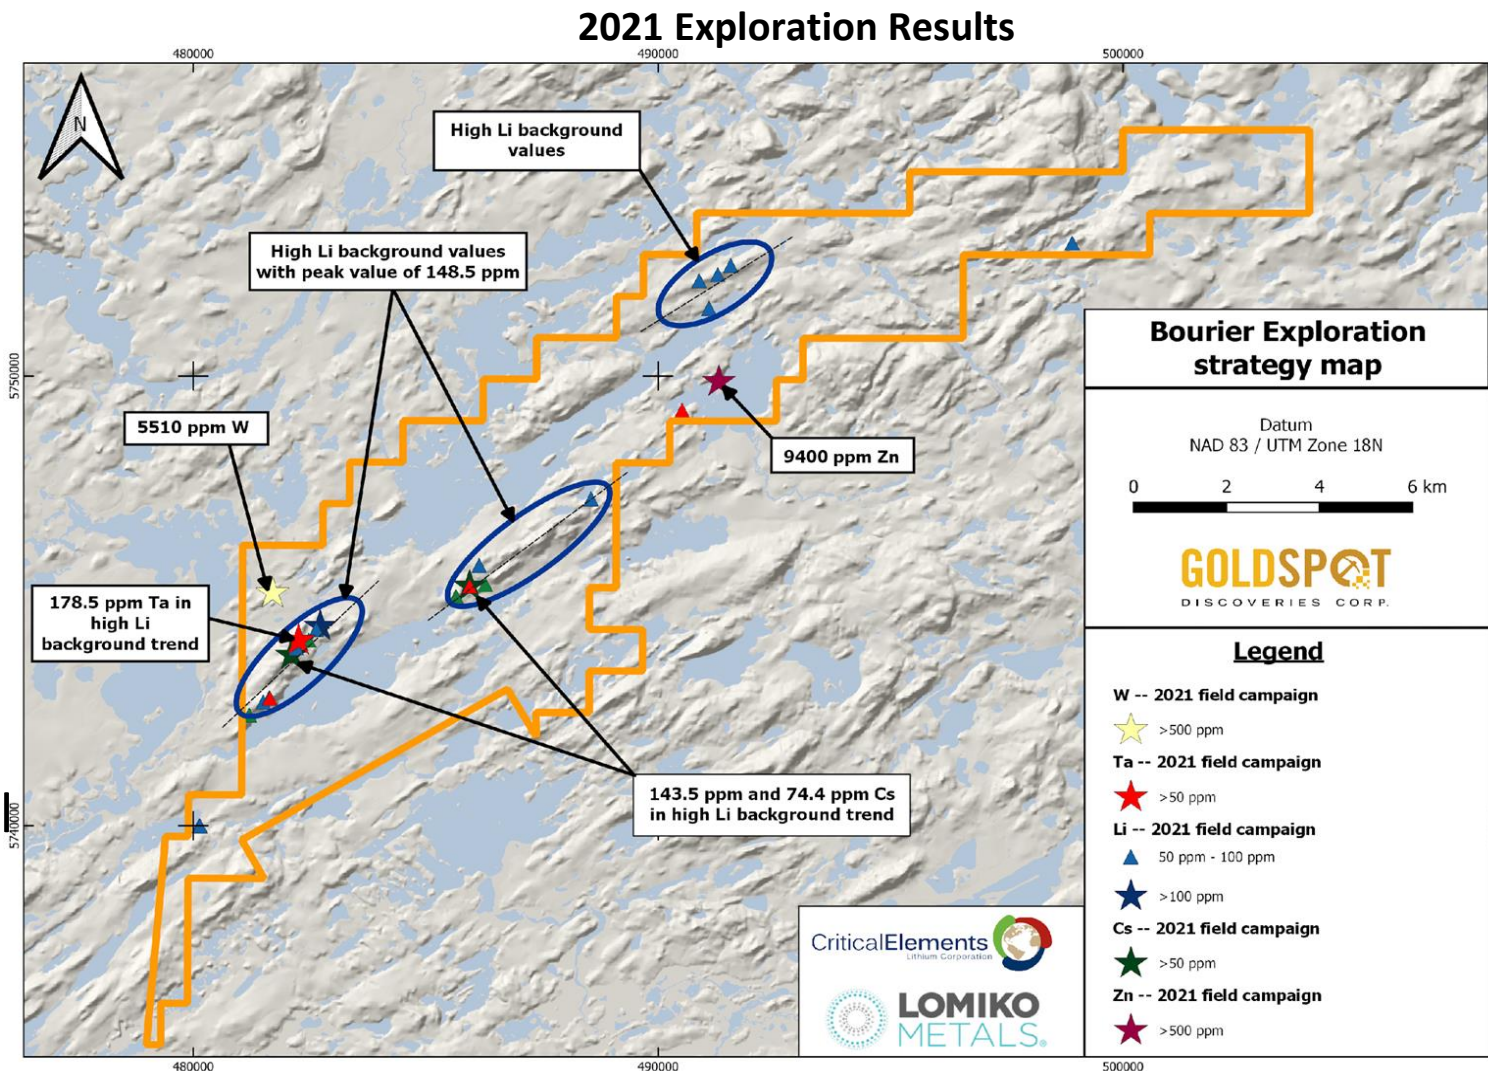 2021 Exploration Results
480000
490000
500000
N
High Li background
values
High Li background values
with peak value of 148.5 ppm
5750000
5510 ppm W
9400 ppm Zn
178.5 ppm Ta in
high Li
background trend
143.5 ppm and 74.4 ppm Cs
in high Li background trend
5740000
Bourier Exploration
strategy map
Datum
NAD 83 / UTM Zone 18N
0 2 4 6 km
GOLDSPOT
DISCOVERIES CORP.
Legend
W -- 2021 field campaign
>500 ppm
Ta -- 2021 field campaign
>50 ppm
Li -- 2021 field campaign
50 ppm - 100 ppm
>100 ppm
Cs -- 2021 field campaign
>50 ppm
Zn -- 2021 field campaign
>500 ppm
CriticalElements
Lithium Corporation
LOMIKO
METALS®
480000
490000
500000